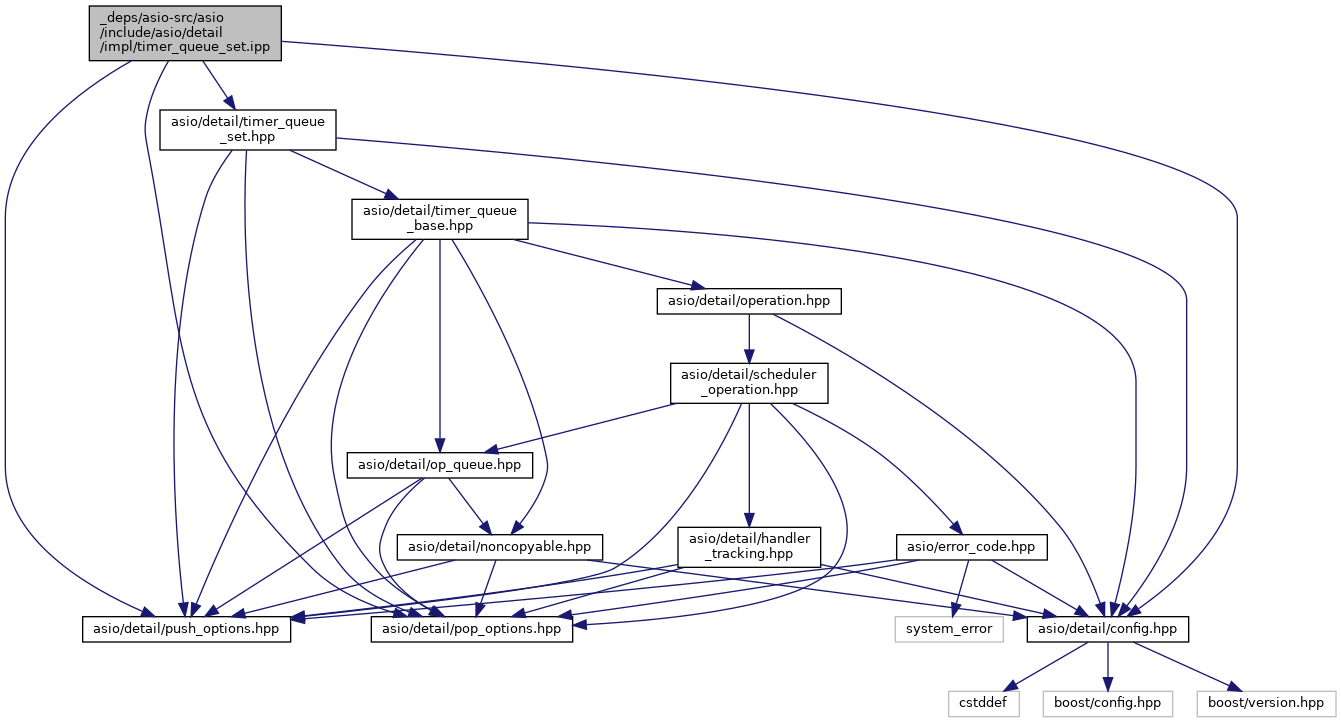 _deps/asio-src/asio
/include/asio/detail
/impl/timer_queue_set.ipp
asio/detail/timer_queue
_set.hpp
asio/detail/timer_queue
_base.hpp
asio/detail/operation.hpp
asio/detail/scheduler
_operation.hpp
asio/detail/op_queue.hpp
asio/detail/noncopyable.hpp
asio/detail/handler
_tracking.hpp
asio/error_code.hpp
asio/detail/push_options.hpp
asio/detail/pop_options.hpp
system_error
asio/detail/config.hpp
cstddef
boost/config.hpp
boost/version.hpp